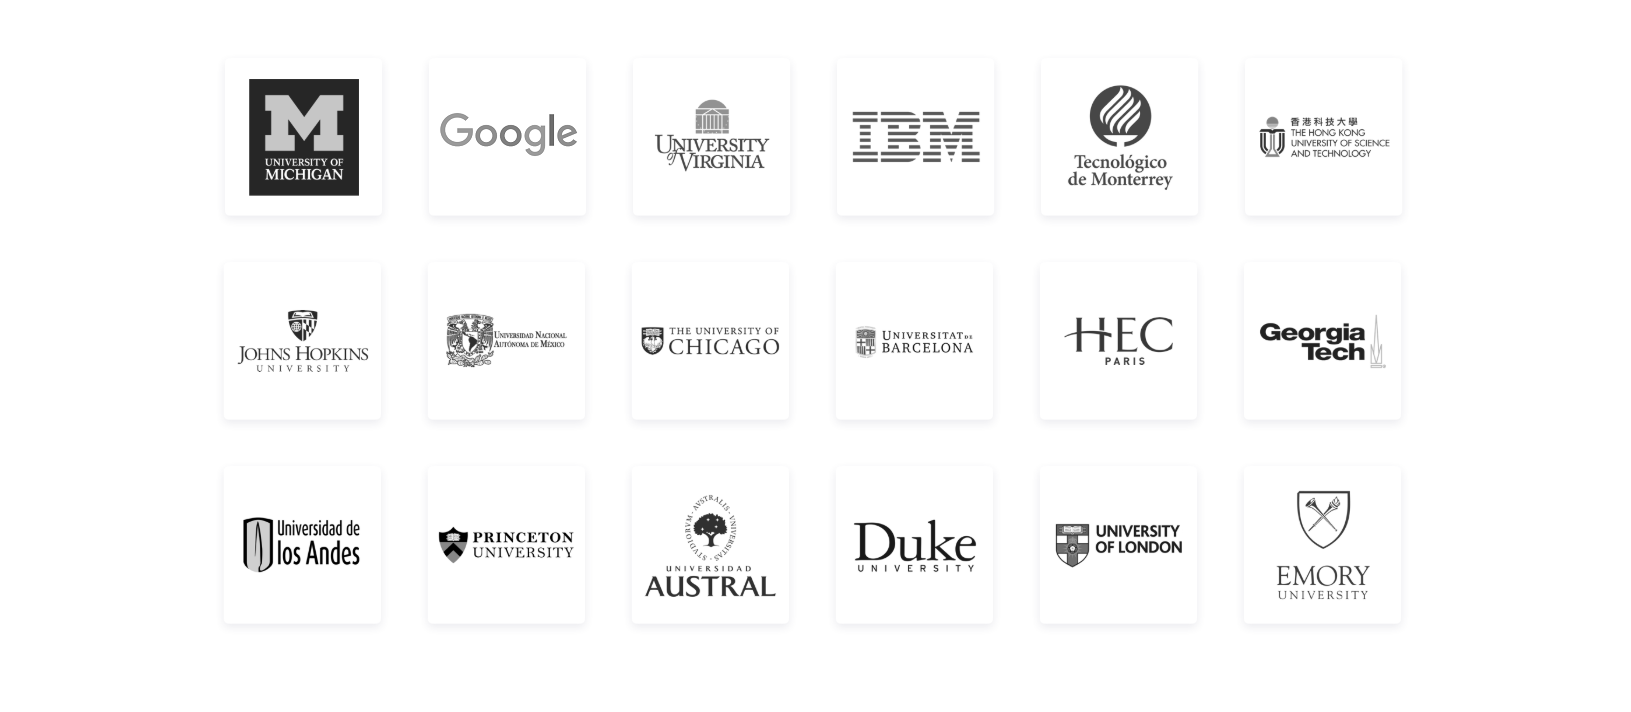 M
UNIVERSITY OF
MICHIGAN
Google
UNIVERSITY
of VIRGINIA
IBM
Tecnológico
de Monterrey
香港科技大學
THE HONG KONG
UNIVERSITY OF SCIENCE
AND TECHNOLOGY
JOHNS HOPKINS
UNIVERSITY
UNIVERSIDAD NACIONAL
AUTÓNOMA DE MÉXICO
THE UNIVERSITY OF
CHICAGO
UNIVERSITAT DE
BARCELONA
HEC
PARIS
Georgia
Tech
Universidad de
los Andes
PRINCETON
UNIVERSITY
STVDIORVM · AVSTRALIS · VNIVERSITAS ·
UNIVERSIDAD
AUSTRAL
Duke
UNIVERSITY
UNIVERSITY
OF LONDON
EMORY
UNIVERSITY